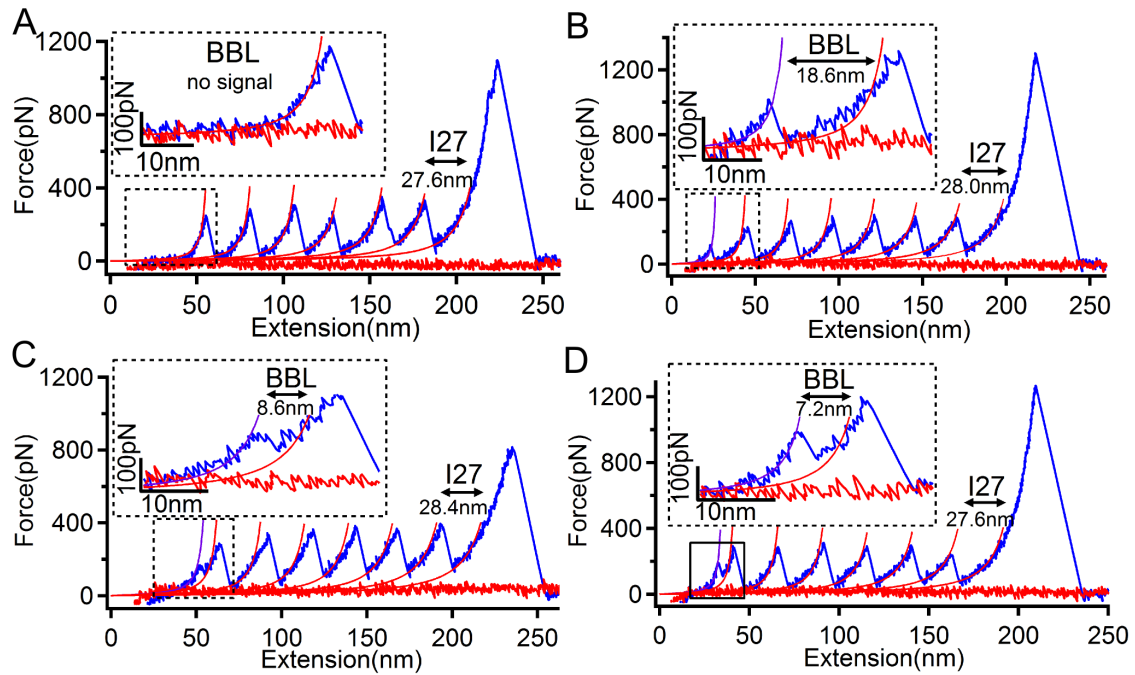 A
BBL
no signal
100pN
10nm
I27
27.6nm
1200
800
400
0
Force(pN)
0
50
100
150
200
250
Extension(nm)
B
BBL
18.6nm
100pN
10nm
I27
28.0nm
1200
800
400
0
Force(pN)
0
50
100
150
200
250
Extension(nm)
C
BBL
8.6nm
100pN
10nm
I27
28.4nm
1200
800
400
0
Force(pN)
0
50
100
150
200
250
Extension(nm)
D
BBL
7.2nm
100pN
10nm
I27
27.6nm
1200
800
400
0
Force(pN)
0
50
100
150
200
250
Extension(nm)